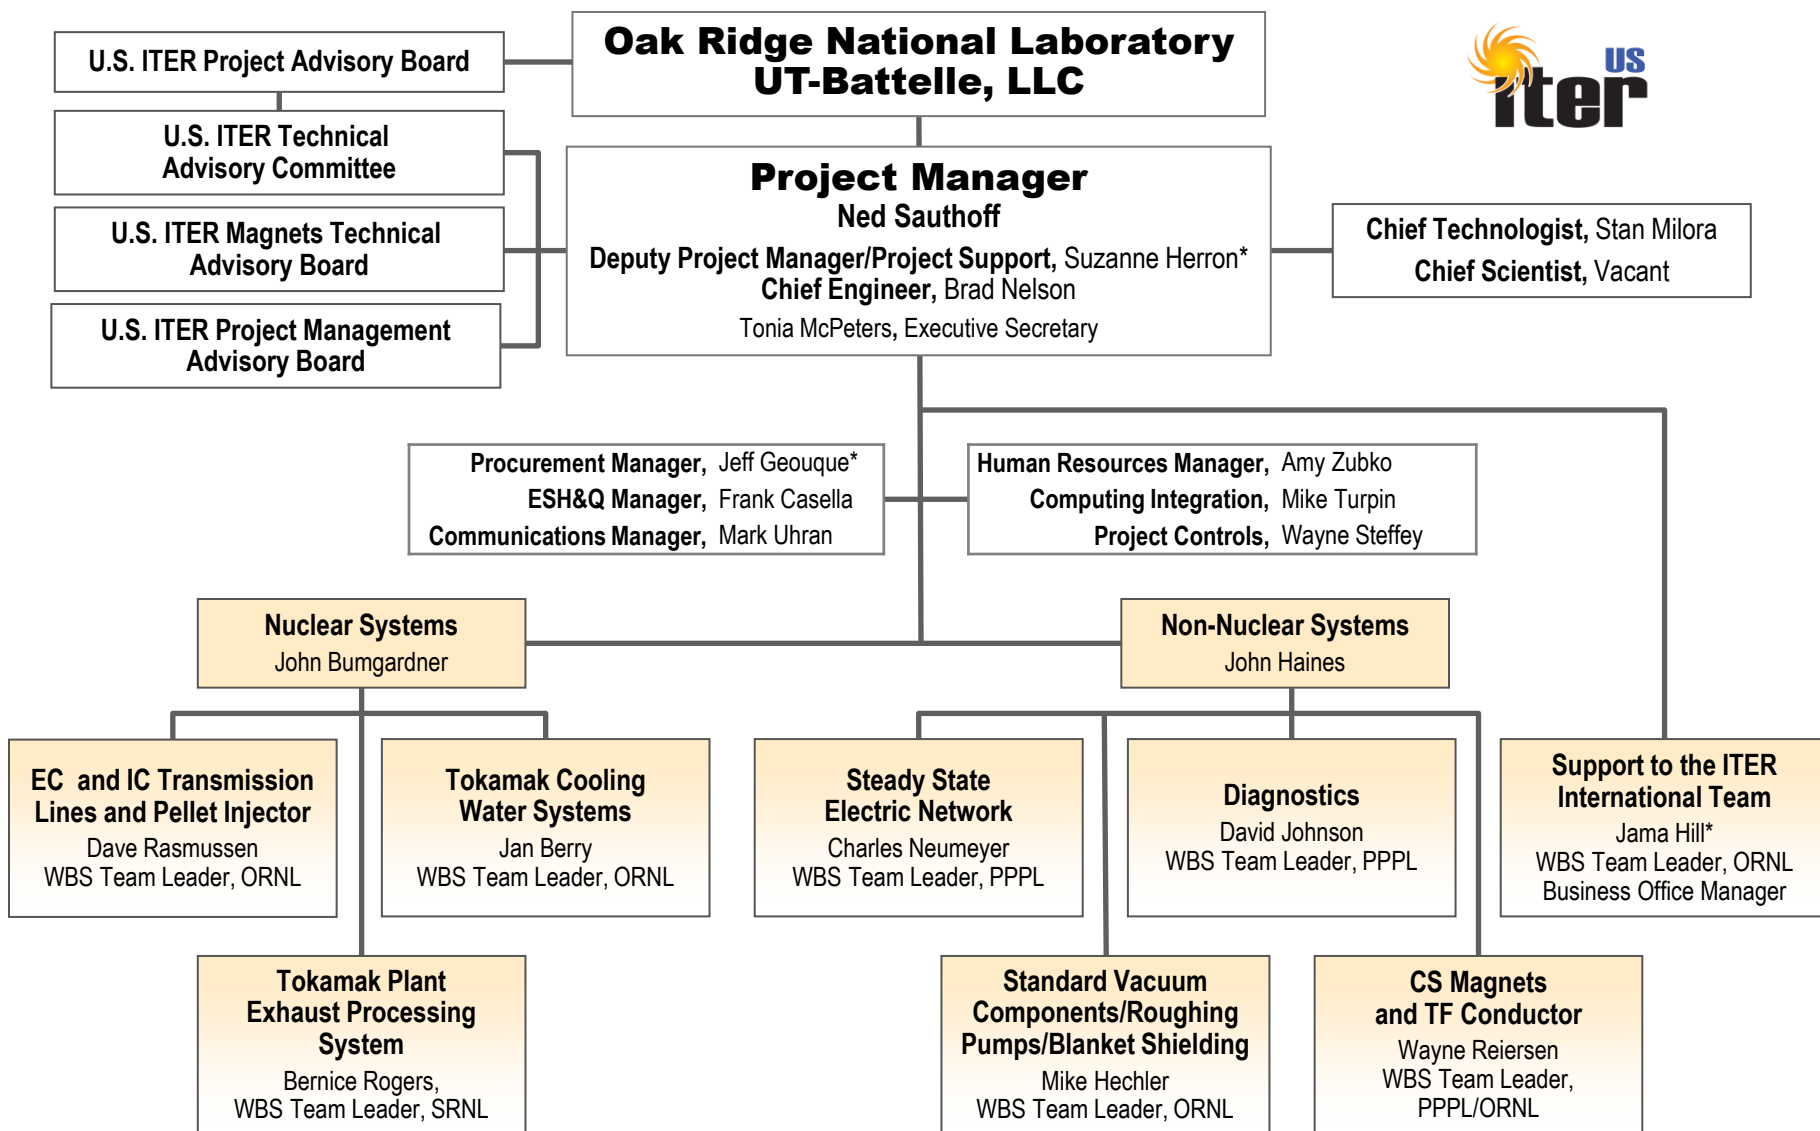 Oak Ridge National Laboratory
UT-Battelle, LLC
US
iter
U.S. ITER Project Advisory Board
U.S. ITER Technical
Advisory Committee
U.S. ITER Magnets Technical
Advisory Board
U.S. ITER Project Management
Advisory Board
Project Manager
Ned Sauthoff
Deputy Project Manager/Project Support, Suzanne Herron*
Chief Engineer, Brad Nelson
Tonia McPeters, Executive Secretary
Chief Technologist, Stan Milora
Chief Scientist, Vacant
Procurement Manager, Jeff Geouque*
ESH&Q Manager, Frank Casella
Communications Manager, Mark Uhran
Human Resources Manager, Amy Zubko
Computing Integration, Mike Turpin
Project Controls, Wayne Steffey
Nuclear Systems
John Bumgardner
Non-Nuclear Systems
John Haines
EC and IC Transmission
Lines and Pellet Injector
Dave Rasmussen
WBS Team Leader, ORNL
Tokamak Cooling
Water Systems
Jan Berry
WBS Team Leader, ORNL
Steady State
Electric Network
Charles Neumeyer
WBS Team Leader, PPPL
Diagnostics
David Johnson
WBS Team Leader, PPPL
Support to the ITER
International Team
Jama Hill*
WBS Team Leader, ORNL
Business Office Manager
Tokamak Plant
Exhaust Processing
System
Bernice Rogers,
WBS Team Leader, SRNL
Standard Vacuum
Components/Roughing
Pumps/Blanket Shielding
Mike Hechler
WBS Team Leader, ORNL
CS Magnets
and TF Conductor
Wayne Reiersen
WBS Team Leader,
PPPL/ORNL